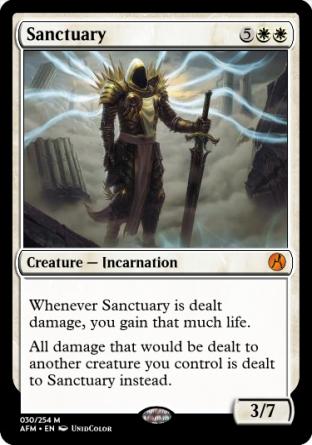 Sanctuary 5
Creature — Incarnation
Whenever Sanctuary is dealt
damage, you gain that much life.
All damage that would be dealt to
another creature you control is dealt
to Sanctuary instead.
3/7
030/254 M
AFM • EN UnidColor